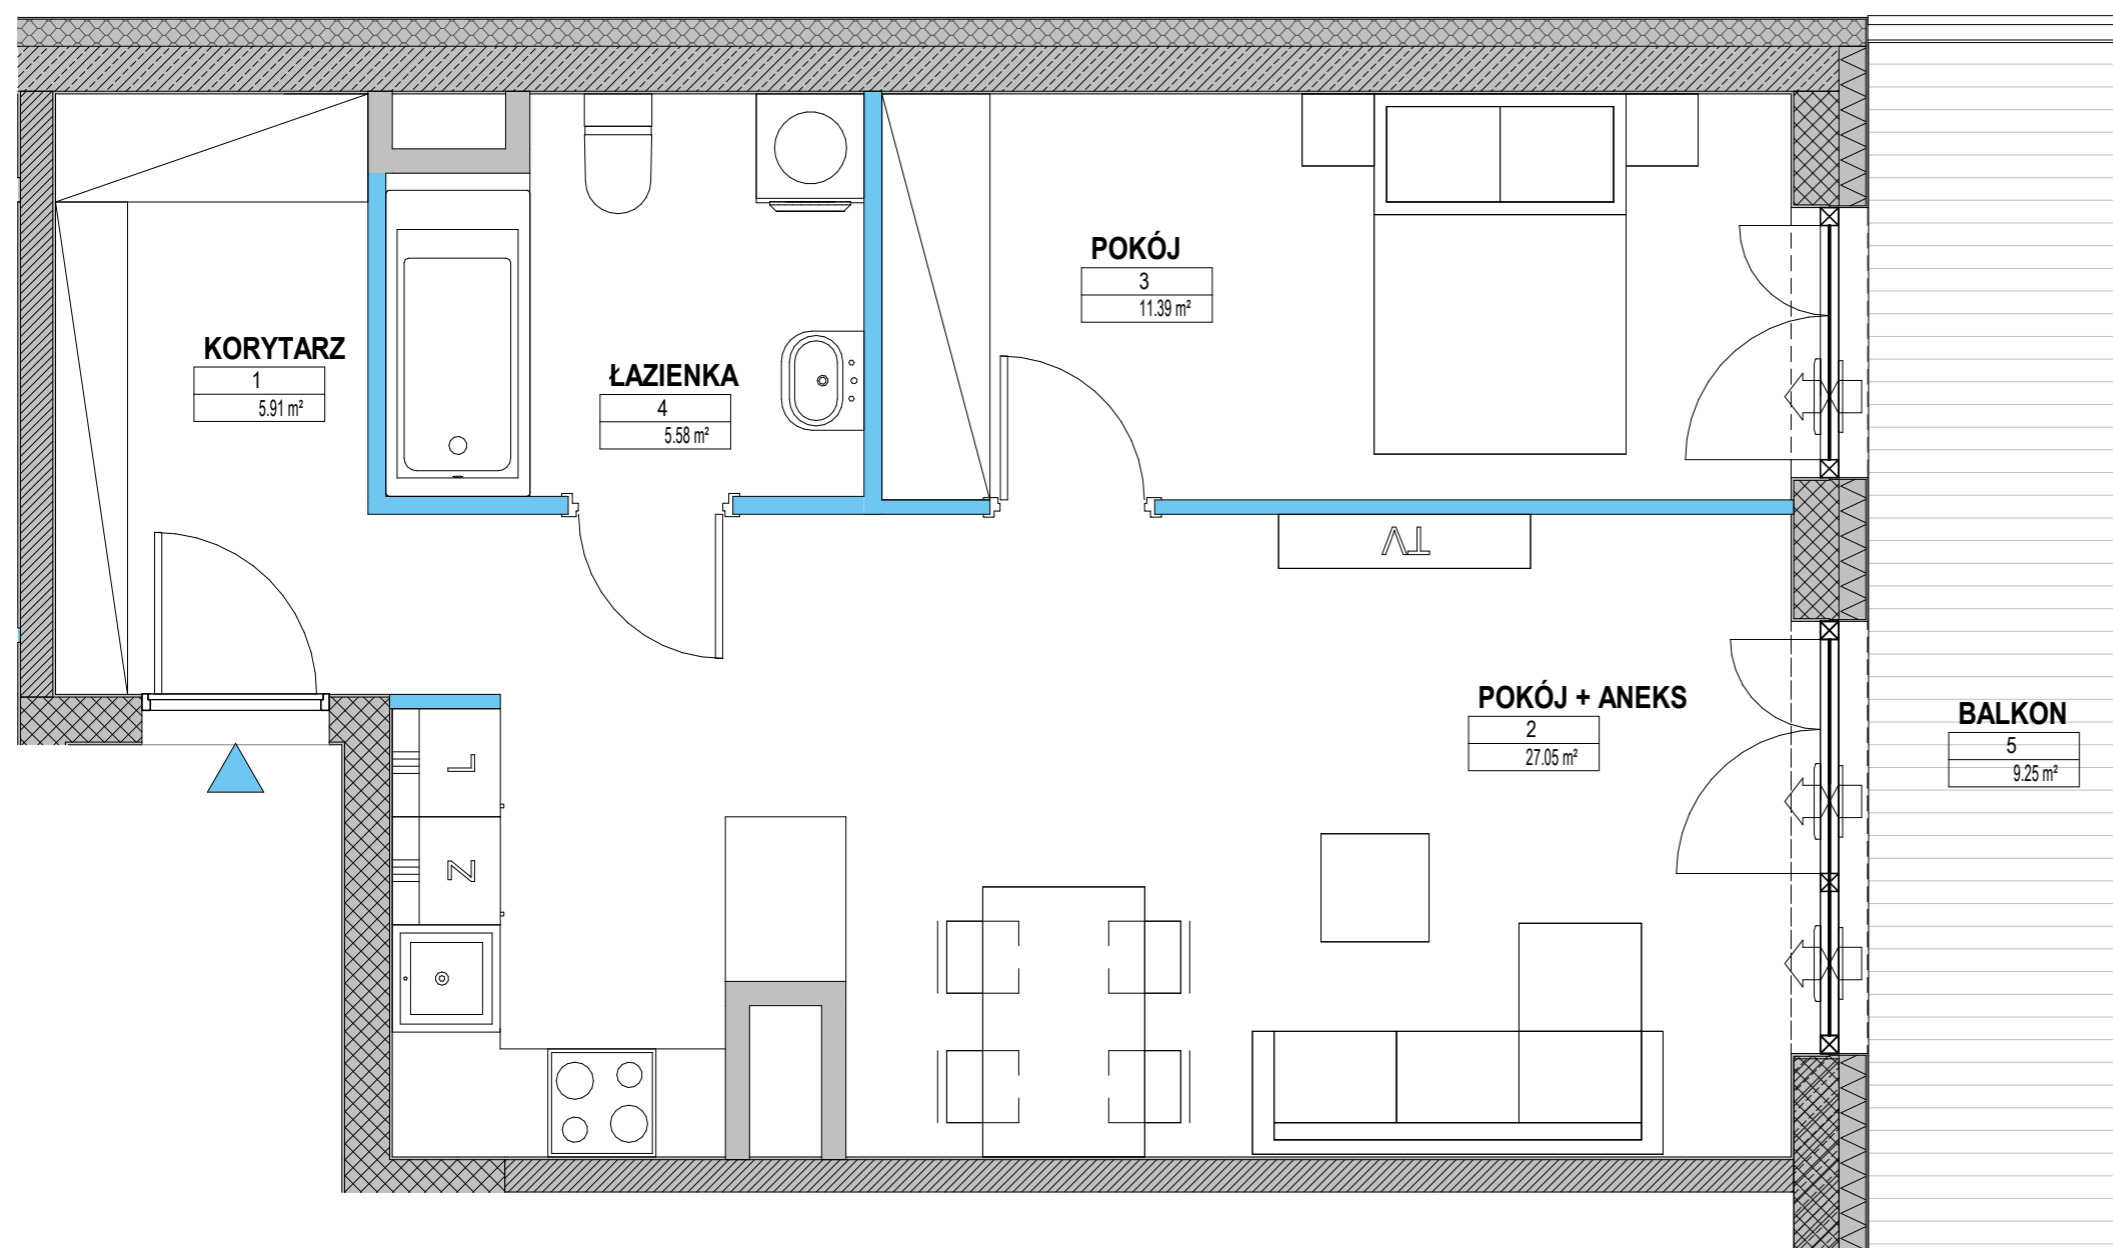 POKÓJ
3
11.39 m²
KORYTARZ
1
5.91 m²
ŁAZIENKA
4
5.58 m²
TV
POKÓJ + ANEKS
2
27.05 m²
BALKON
5
9.25 m²
L
Z